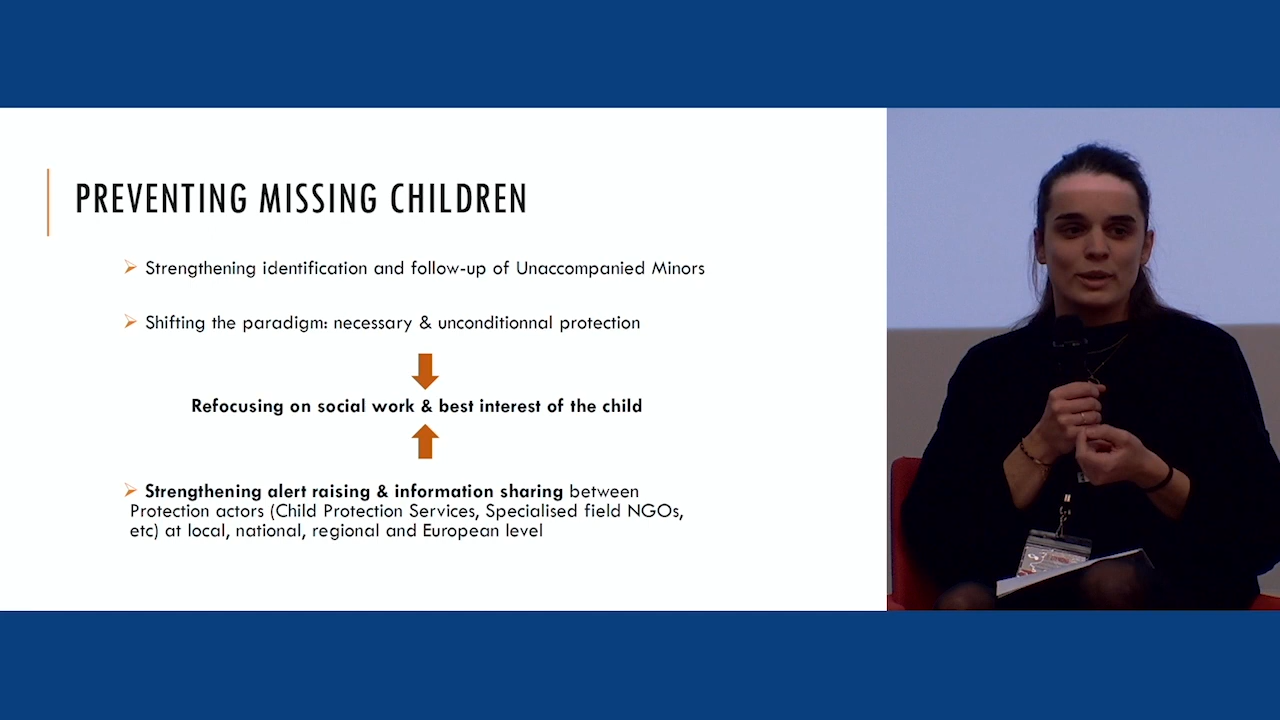 PREVENTING MISSING CHILDREN
Strengthening identification and follow-up of Unaccompanied Minors
Shifting the paradigm: necessary & unconditionnal protection
Refocusing on social work & best interest of the child
Strengthening alert raising & information sharing between
Protection actors (Child Protection Services, Specialised field NGOs,
etc) at local, national, regional and European level